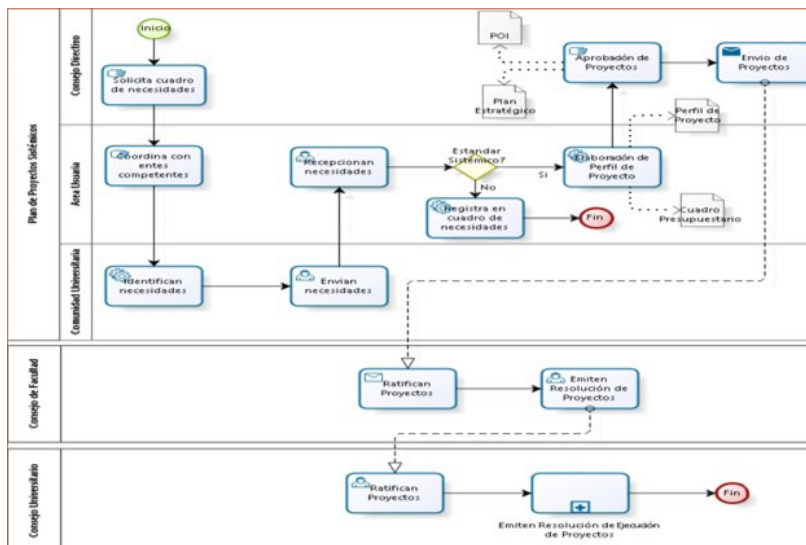 Plan de Proyectos Sistémicos
Consejo Directivo
Inicio
Solicita cuadro
de necesidades
POI
Plan
Estratégico
Aprobación de
Proyectos
Envio de
Proyectos
Area Usuaria
Coordina con
entes
competentes
Recepcionan
necesidades
Estandar
Sistémico?
Si
No
Elaboración de
Perfil de
Proyecto
Perfil de
Proyecto
Cuadro
Presupuestario
Registra en
cuadro de
necesidades
Fin
Comunidad Universitaria
Identifican
necesidades
Envian
necesidades
Consejo de Facultad
Ratifican
Proyectos
Emiten
Resolución de
Proyectos
Consejo Universitario
Ratifican
Proyectos
Emiten Resolución de Ejecución
de Proyectos
Fin